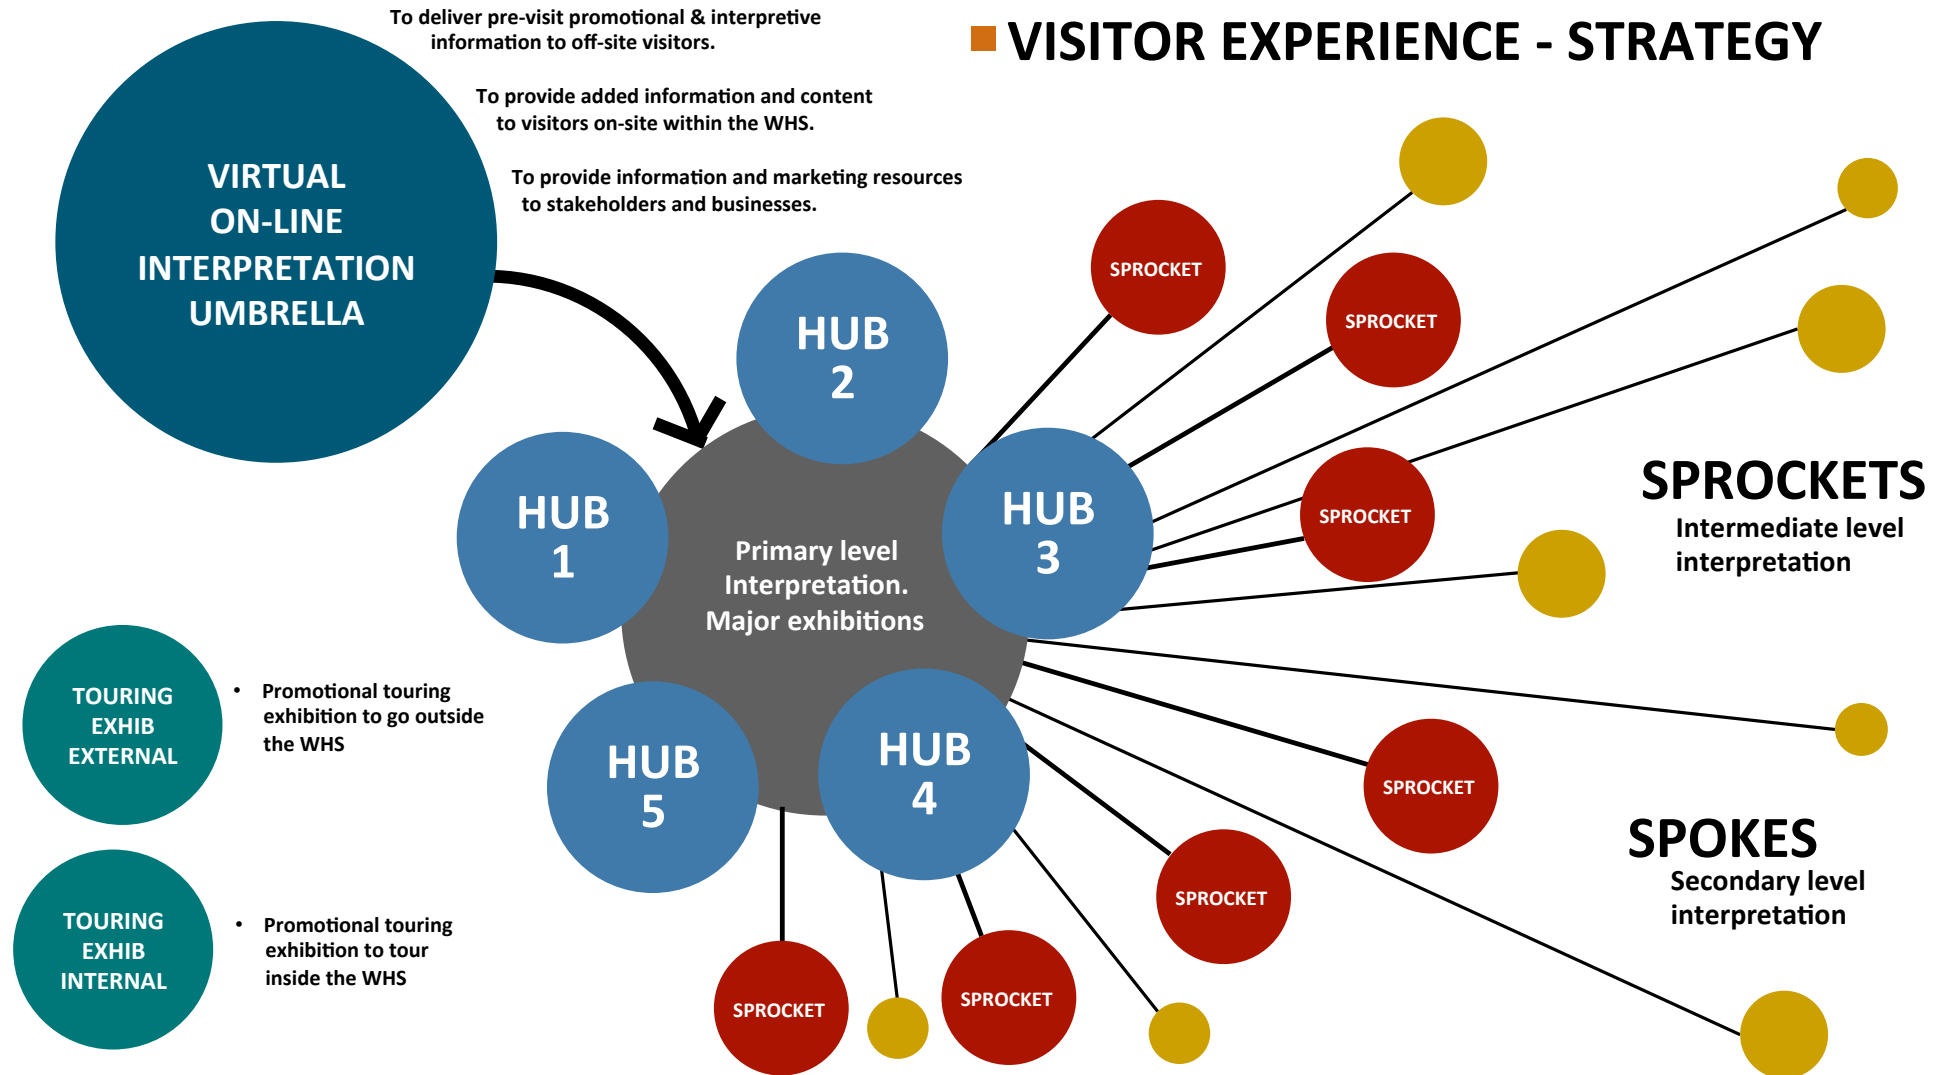 To deliver pre-visit promotional & interpretive
information to off-site visitors.
VISITOR EXPERIENCE - STRATEGY
To provide added information and content
to visitors on-site within the WHS.
To provide information and marketing resources
to stakeholders and businesses.
VIRTUAL
ON-LINE
INTERPRETATION
UMBRELLA
HUB
2
HUB
1
HUB
3
Primary level
Interpretation.
Major exhibitions
HUB
5
HUB
4
SPROCKET
SPROCKET
SPROCKET
SPROCKET
SPROCKET
SPROCKET
SPROCKET
SPROCKETS
Intermediate level
interpretation
SPOKES
Secondary level
interpretation
TOURING
EXHIB
EXTERNAL
• Promotional touring
exhibition to go outside
the WHS
TOURING
EXHIB
INTERNAL
• Promotional touring
exhibition to tour
inside the WHS